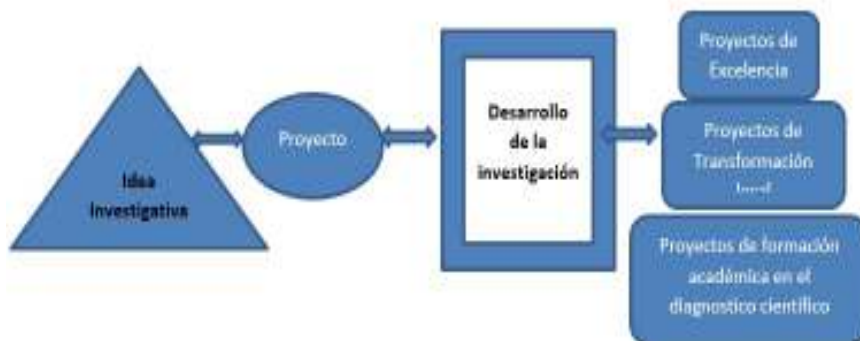 Idea
Investigativa
Proyecto
Desarrollo
de la
investigación
Proyectos de
Excelencia
Proyectos de
Transformación
Proyectos de formación
académica en el
diagnostico científico